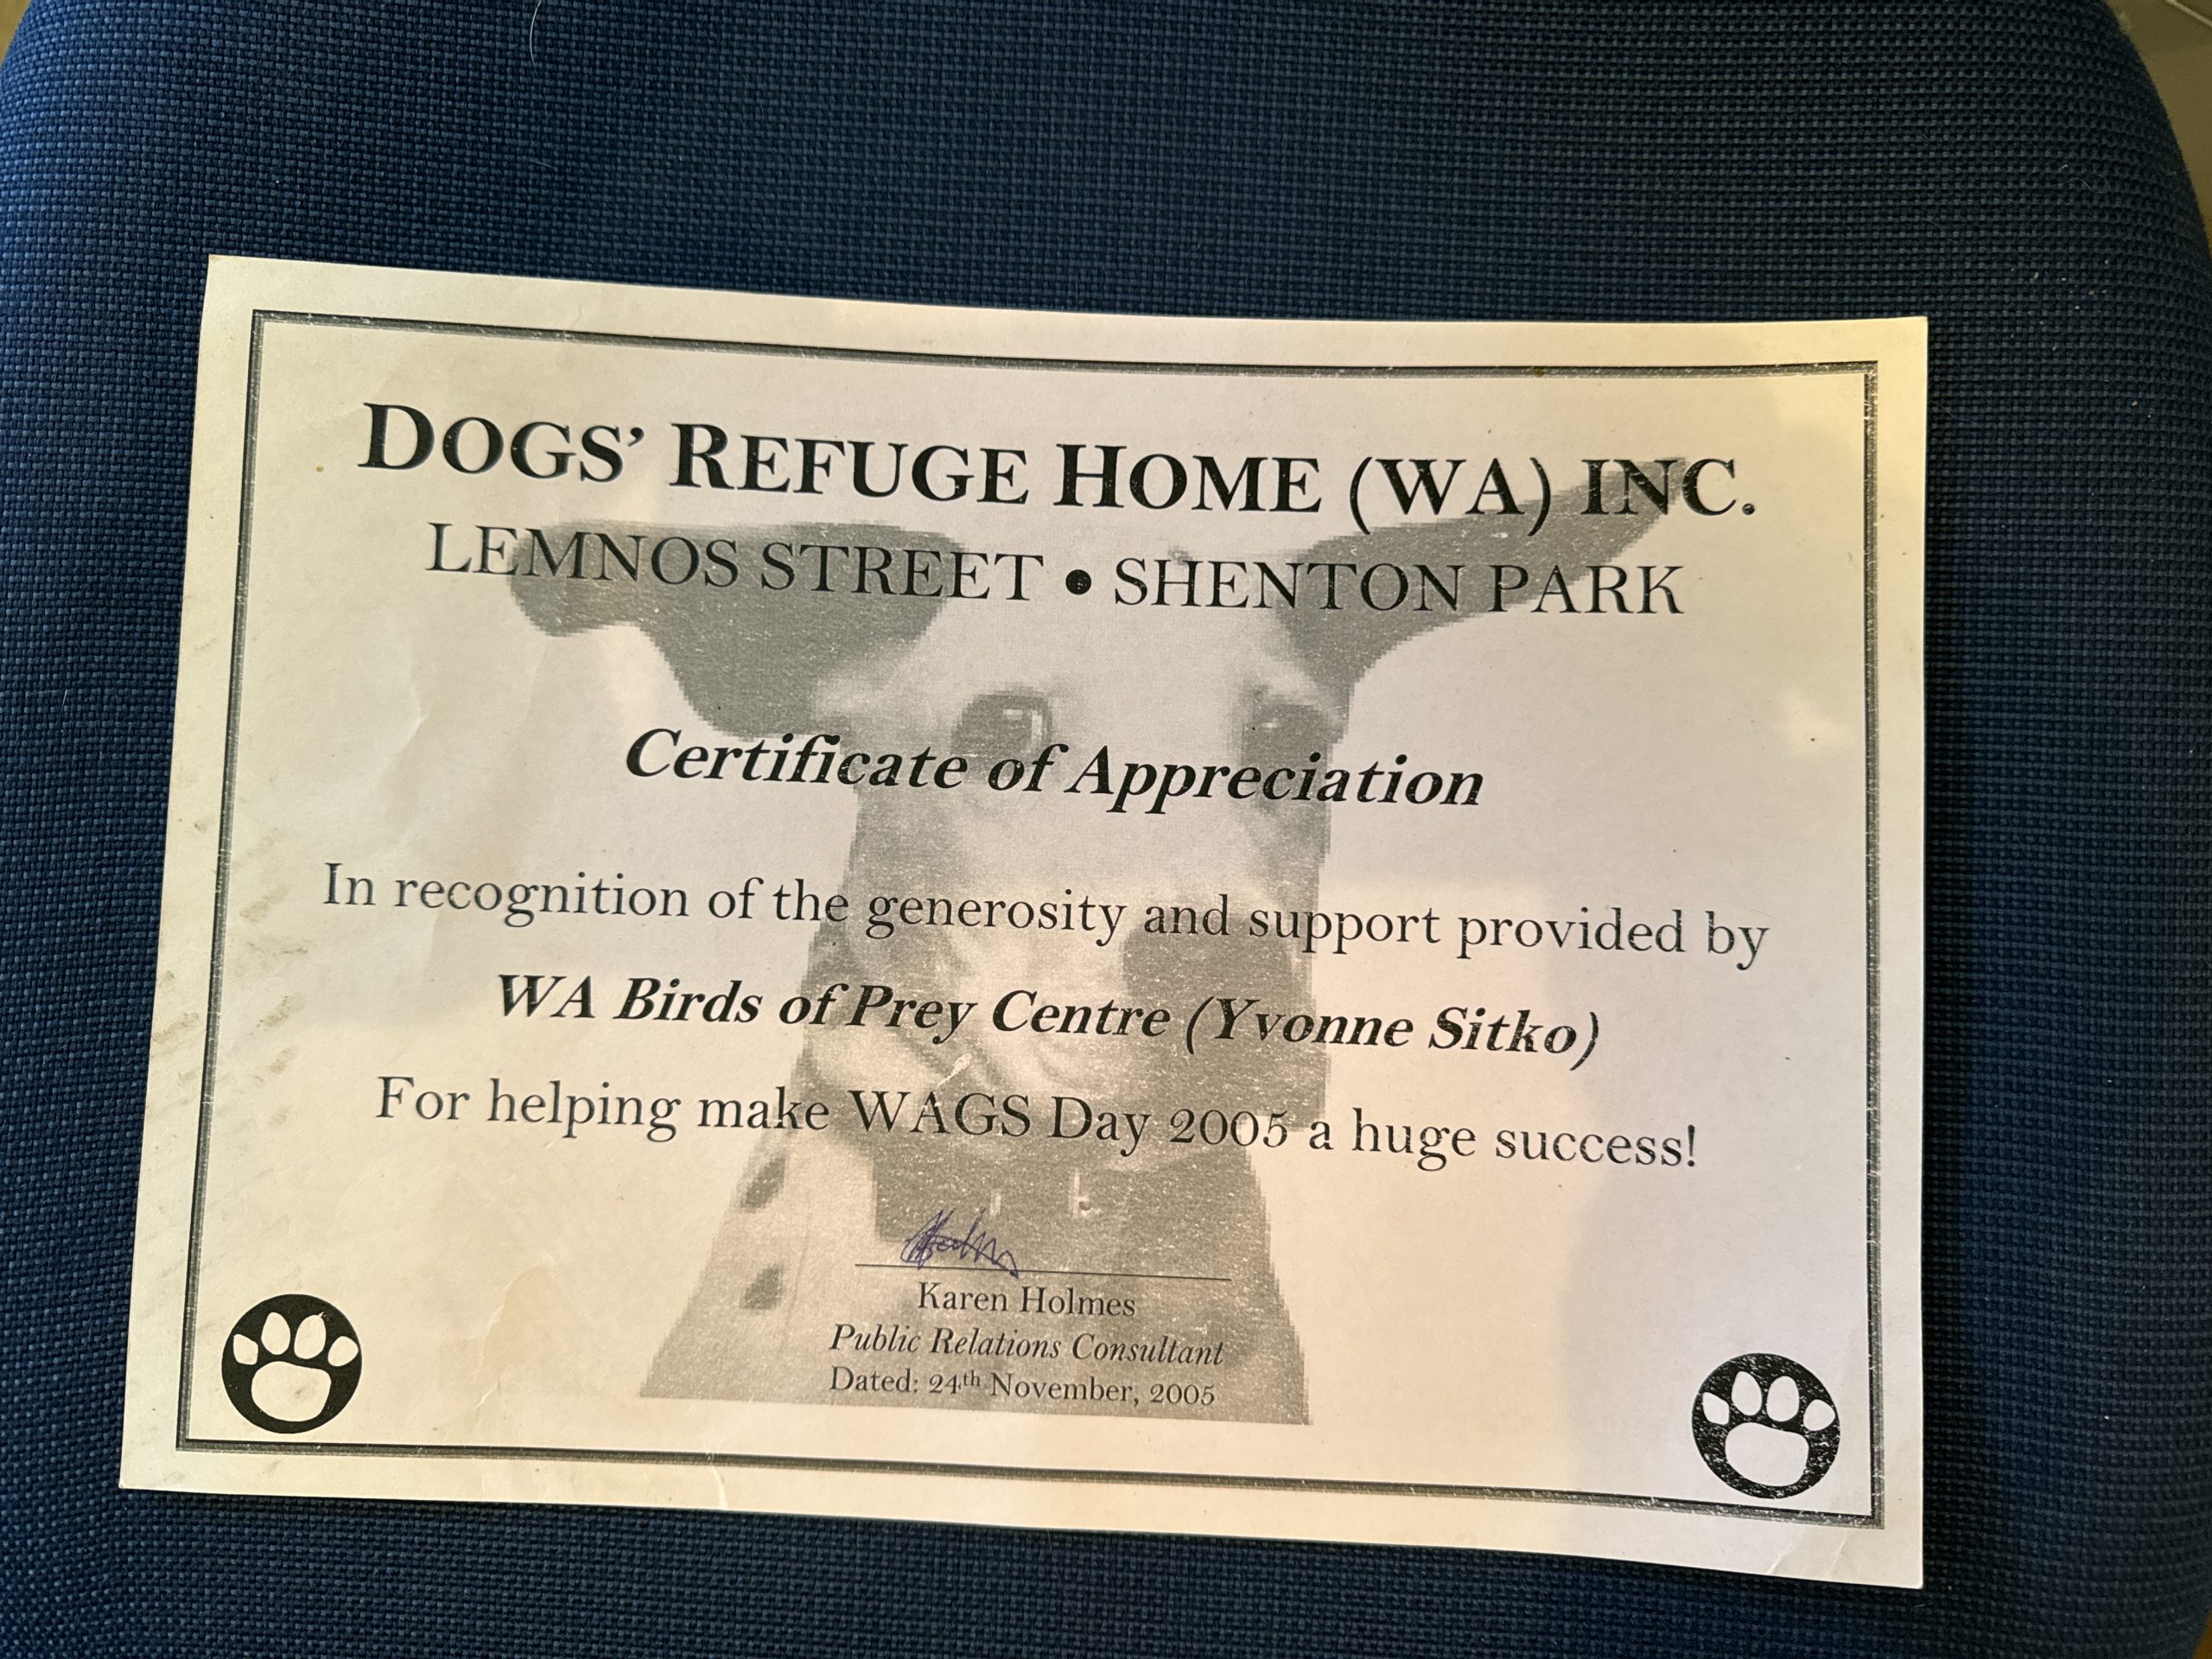 DOGS' REFUGE HOME (WA) INC.
LEMNOS STREET • SHENTON PARK
Certificate of Appreciation
In recognition of the generosity and support provided by
WA Birds of Prey Centre (Yvonne Sitko)
For helping make WAGS Day 2005 a huge success!
Karen Holmes
Public Relations Consultant
Dated: 24th November, 2005